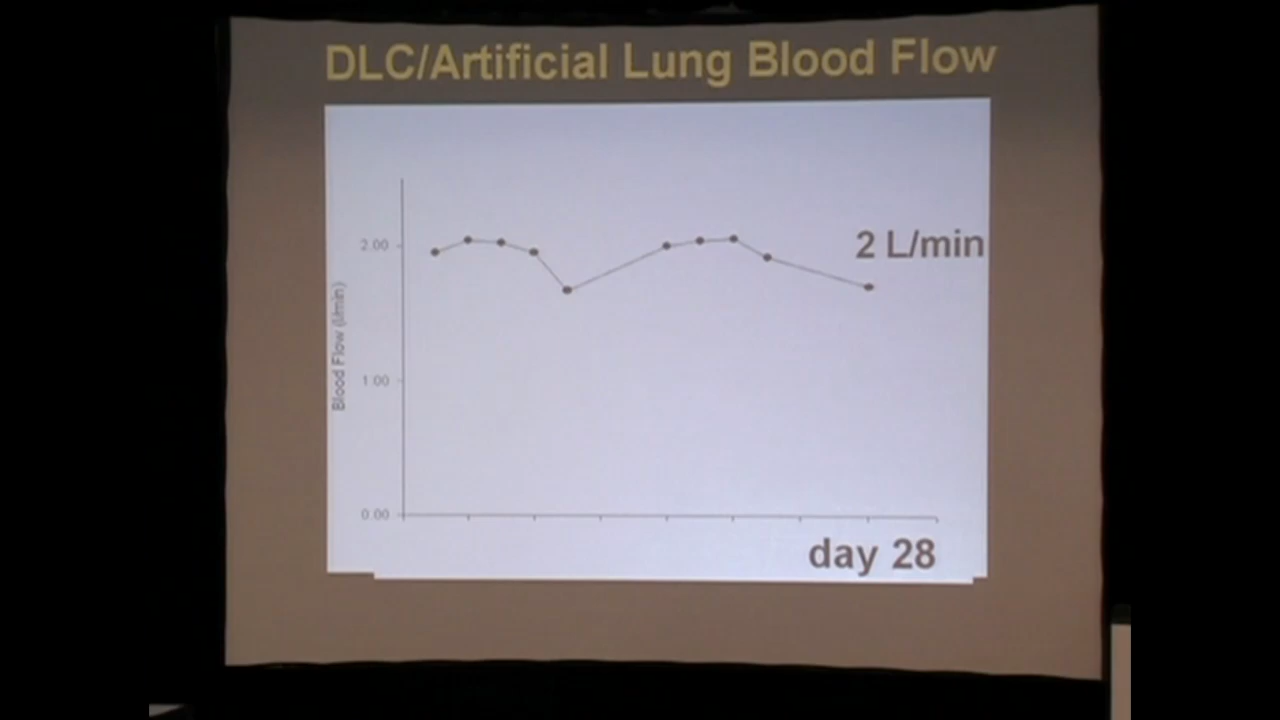 DLC/Artificial Lung Blood Flow
2 L/min
2.00
Blood Flow (l/min)
1.00
0.00
day 28